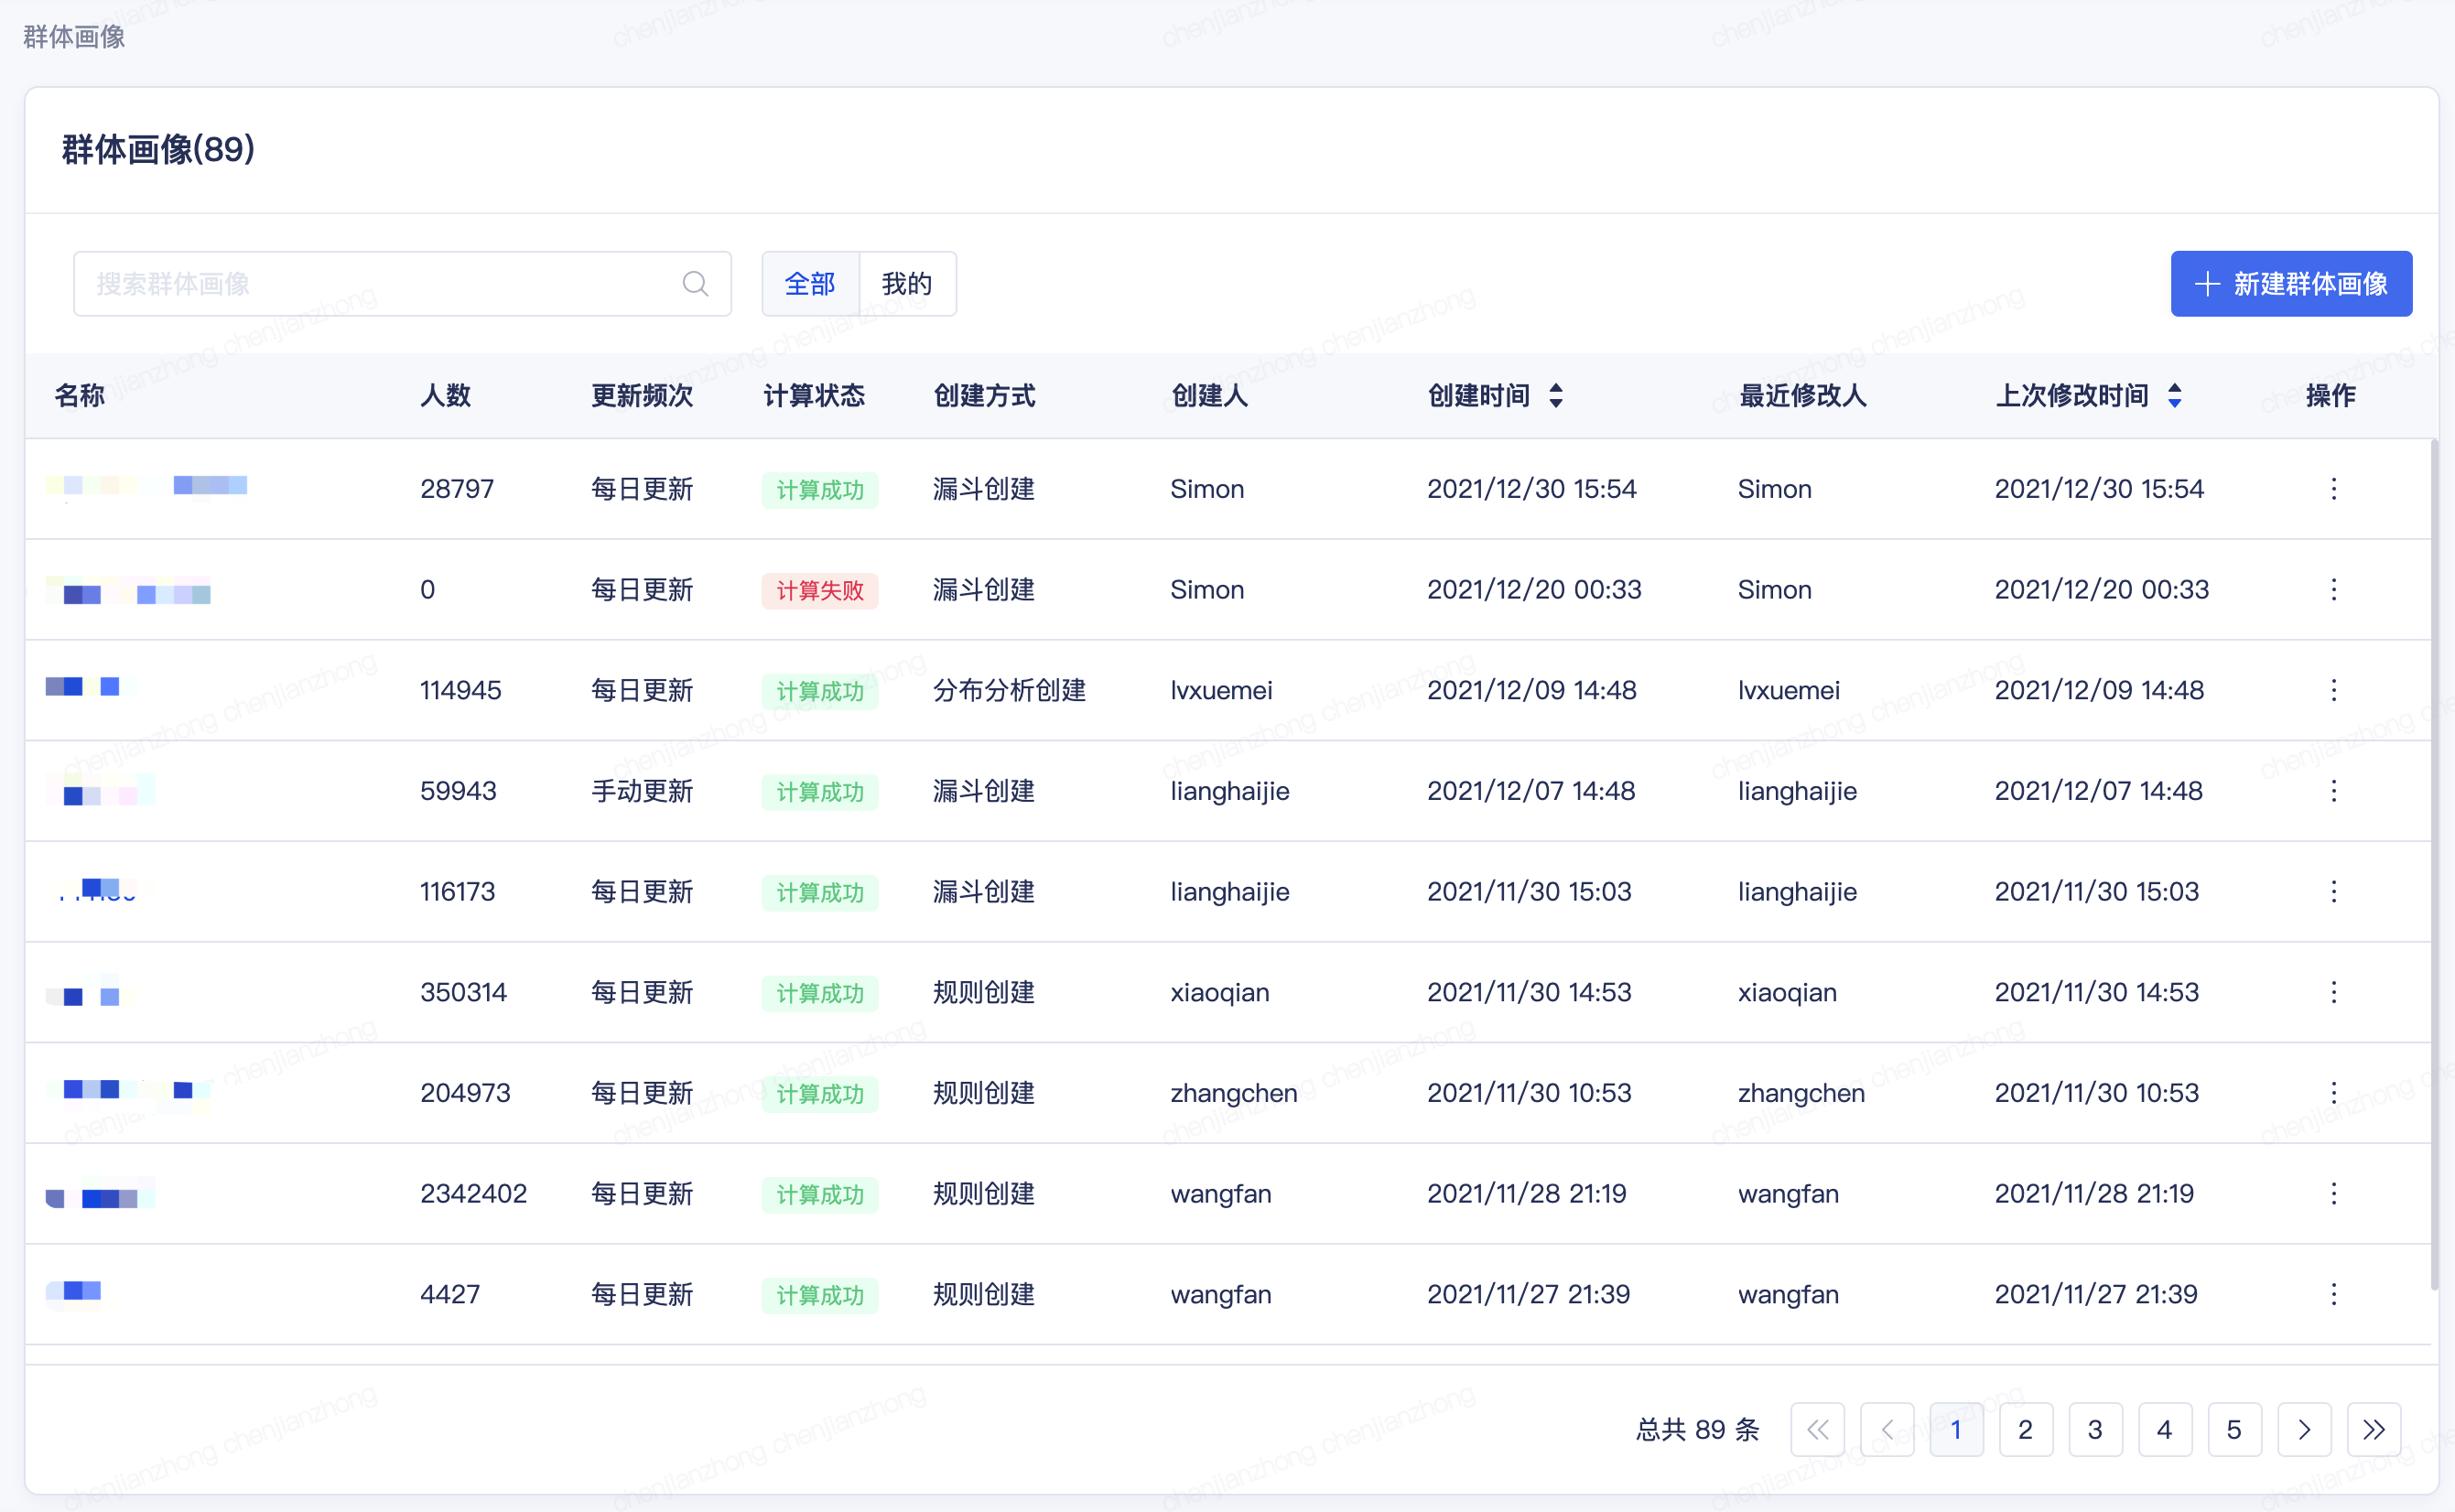 群体画像
群体画像(89)
搜索群体画像
全部 我的
新建群体画像
名称 人数 更新频次 计算状态 创建方式 创建人 创建时间 最近修改人 上次修改时间 操作
28797 每日更新 计算成功 漏斗创建 Simon 2021/12/30 15:54 Simon 2021/12/30 15:54
0 每日更新 计算失败 漏斗创建 Simon 2021/12/20 00:33 Simon 2021/12/20 00:33
114945 每日更新 计算成功 分布分析创建 lvxuemei 2021/12/09 14:48 lvxuemei 2021/12/09 14:48
59943 手动更新 计算成功 漏斗创建 lianghaijie 2021/12/07 14:48 lianghaijie 2021/12/07 14:48
116173 每日更新 计算成功 漏斗创建 lianghaijie 2021/11/30 15:03 lianghaijie 2021/11/30 15:03
350314 每日更新 计算成功 规则创建 xiaoqian 2021/11/30 14:53 xiaoqian 2021/11/30 14:53
204973 每日更新 计算成功 规则创建 zhangchen 2021/11/30 10:53 zhangchen 2021/11/30 10:53
2342402 每日更新 计算成功 规则创建 wangfan 2021/11/28 21:19 wangfan 2021/11/28 21:19
4427 每日更新 计算成功 规则创建 wangfan 2021/11/27 21:39 wangfan 2021/11/27 21:39
总共 89 条 1 2 3 4 5
chenjianzhong chenjianzhong